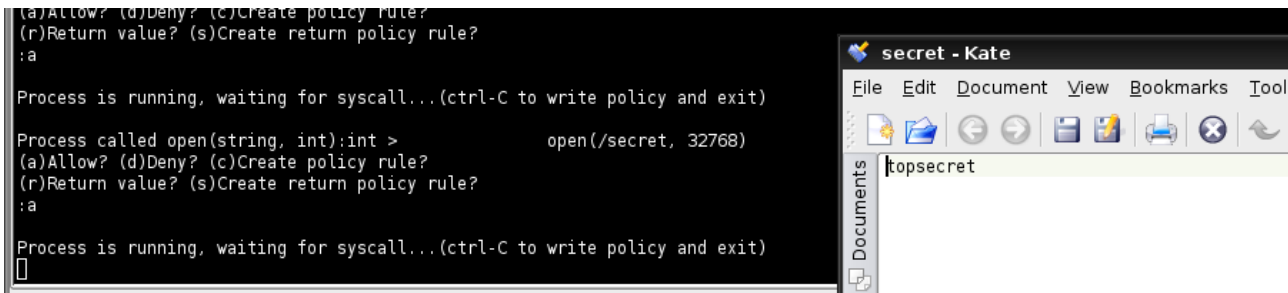 (a)Allow? (d)Deny? (c)Create policy rule?
(r)Return value? (s)Create return policy rule?
:a
Process is running, waiting for syscall...(ctrl-C to write policy and exit)
Process called open(string, int):int > open(/secret, 32768)
(a)Allow? (d)Deny? (c)Create policy rule?
(r)Return value? (s)Create return policy rule?
:a
Process is running, waiting for syscall...(ctrl-C to write policy and exit)
secret - Kate
File Edit Document View Bookmarks Tool
Documents
topsecret